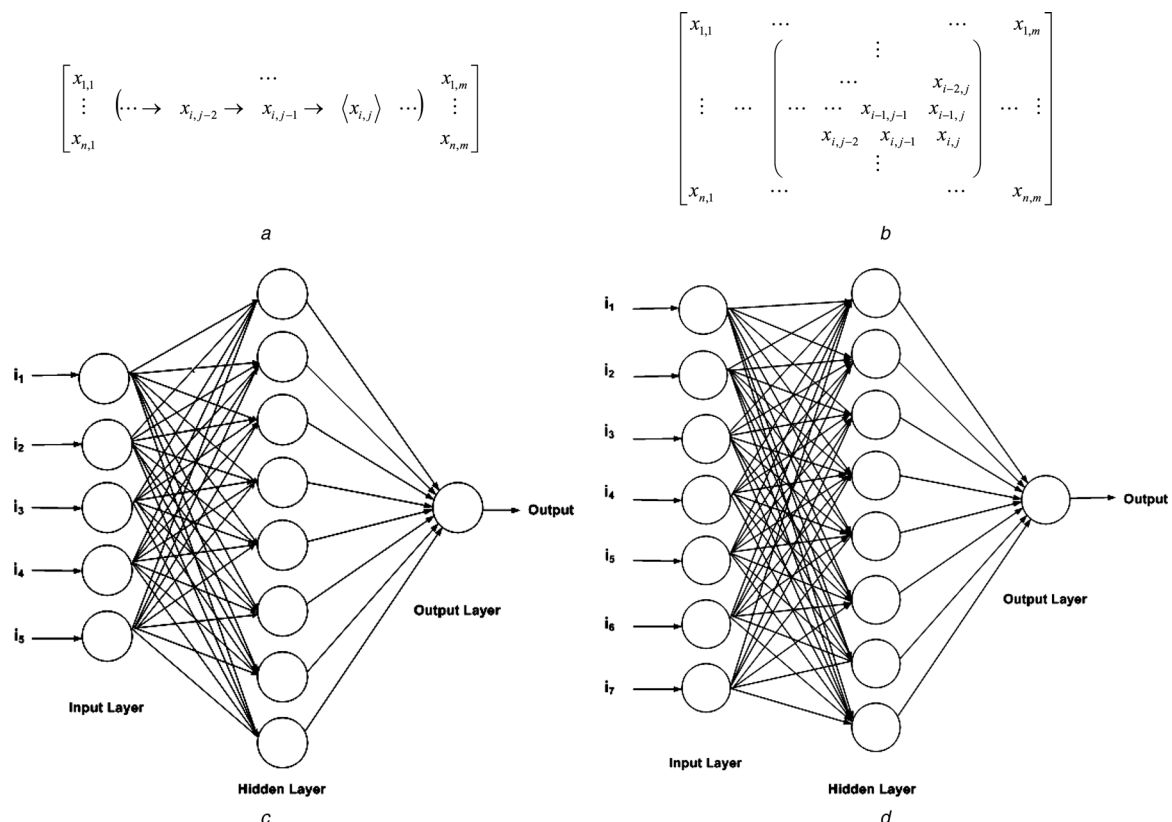 x1,1 ⋯ x1,m
⋮ (⋯ → xi,j−2 → xi,j−1 → ⟨xi,j⟩ ⋯) ⋮
xn,1 xn,m
a
x1,1 ⋯ ⋯ x1,m
⋮
⋯ xi−2,j
⋮ ⋯ ⋯ ⋯ xi−1,j−1 xi−1,j ⋯ ⋮
xi,j−2 xi,j−1 xi,j
⋮
xn,1 ⋯ ⋯ xn,m
b
i1
i2
i3
i4
i5
Input Layer
Hidden Layer
Output Layer
Output
c
i1
i2
i3
i4
i5
i6
i7
Input Layer
Hidden Layer
Output Layer
Output
d